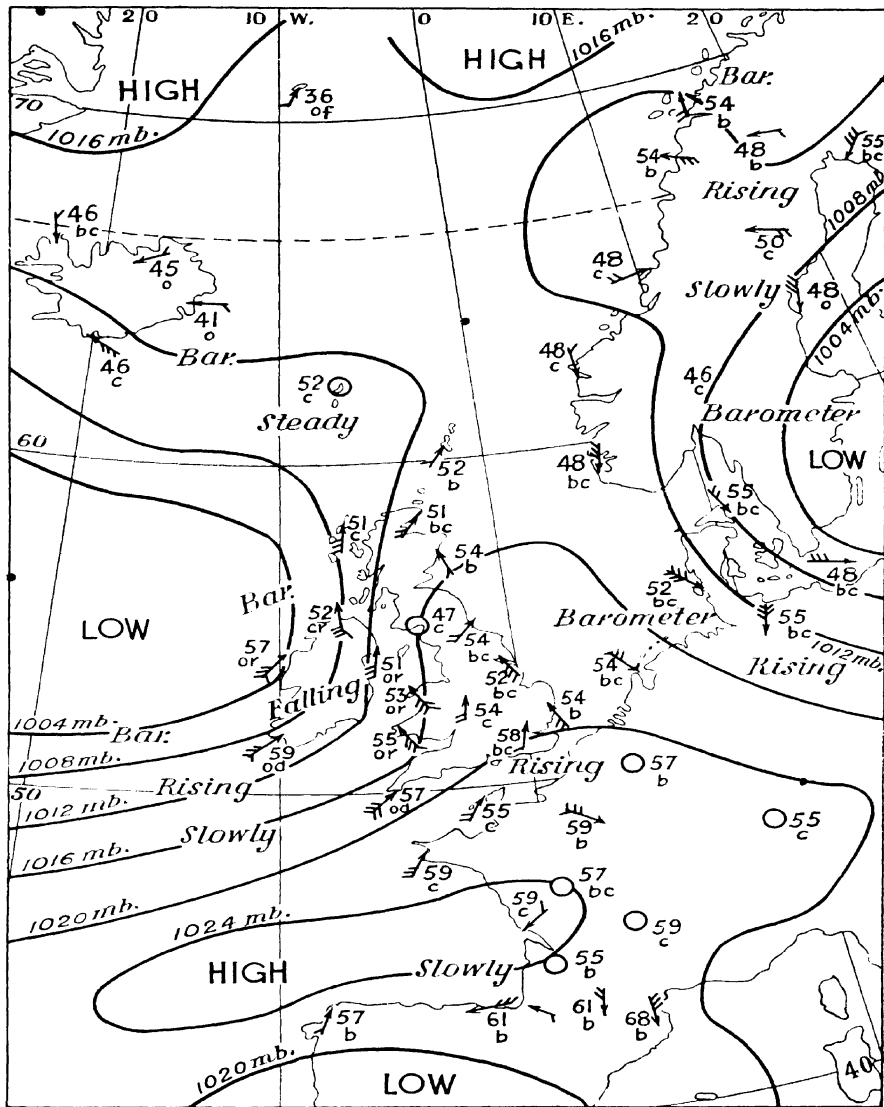 20 10 W. 0 10 E. 20
HIGH HIGH 1016 mb. Bar.
36
of
70
54
b
1016 mb.
48
b
55
bc
54
b
Rising
1008 mb.
46
bc
45
o
50
c
48
c
Slowly
48
o
41
o
1004 mb.
Bar.
46
c
48
c
52
c
46
c
Steady
Barometer
60
52
b
48
bc
LOW
55
bc
51
c
51
bc
54
b
48
bc
52
bc
Bar.
52
cr
47
c
Barometer
55
bc
LOW
54
bc
1012 mb.
57
or
51
or
52
bc
54
bc
Rising
Falling
53
or
54
c
54
b
1004 mb.
Bar.
55
or
58
bc
59
od
1008 mb.
Rising
Rising
57
b
50
1012 mb.
57
od
55
c
55
c
Slowly
59
b
1016 mb.
59
c
57
bc
1020 mb.
59
c
59
c
1024 mb.
HIGH
Slowly
55
b
57
b
61
b
61
b
68
b
1020 mb.
LOW
40